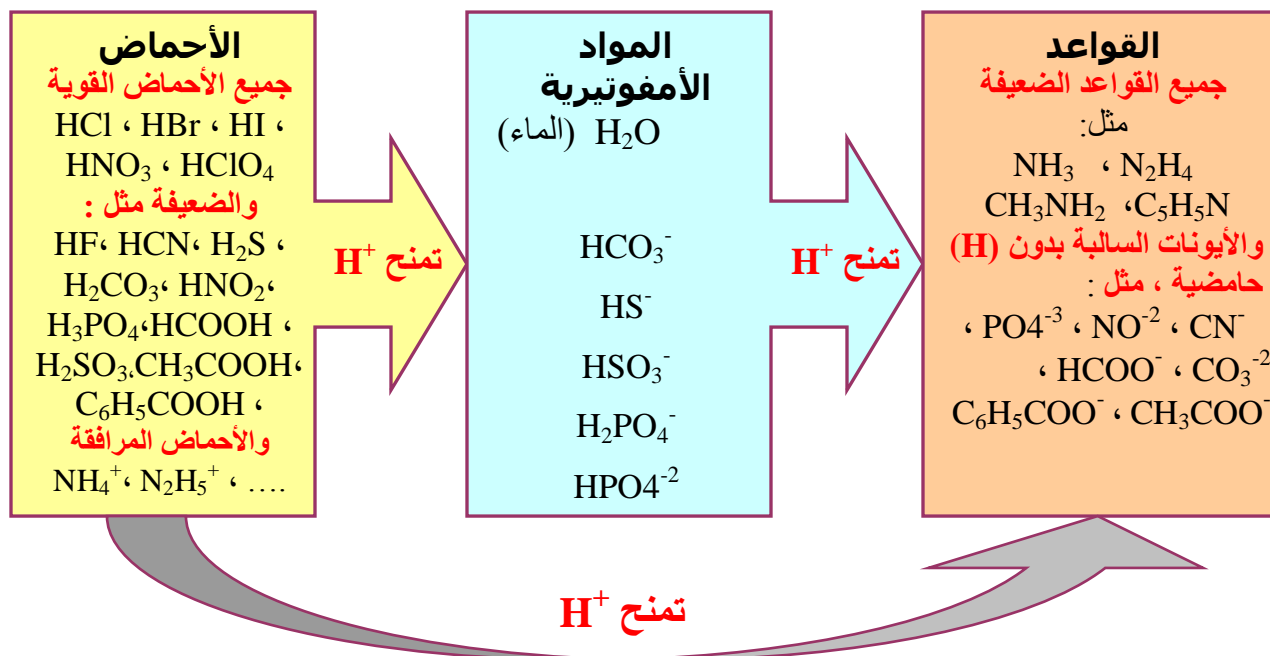 الأحماض
جميع الأحماض القوية
HCl ، HBr ، HI ،
HNO₃ ، HClO₄
والضعيفة مثل :
HF، HCN، H₂S ،
H₂CO₃، HNO₂،
H₃PO₄،HCOOH ،
H₂SO₃،CH₃COOH،
C₆H₅COOH ،
والأحماض المرافقة
NH₄⁺، N₂H₅⁺ ، ....
تمنح H⁺
المواد
الأمفوتيرية
H₂O (الماء)
HCO₃⁻
HS⁻
HSO₃⁻
H₂PO₄⁻
HPO4⁻²
تمنح H⁺
القواعد
جميع القواعد الضعيفة
مثل:
NH₃ ، N₂H₄
CH₃NH₂ ،C₅H₅N
والأيونات السالبة بدون (H)
حامضية ، مثل :
، PO4⁻³ ، NO⁻² ، CN⁻
، HCOO⁻ ، CO₃⁻²
C₆H₅COO⁻ ، CH₃COO⁻
تمنح H⁺